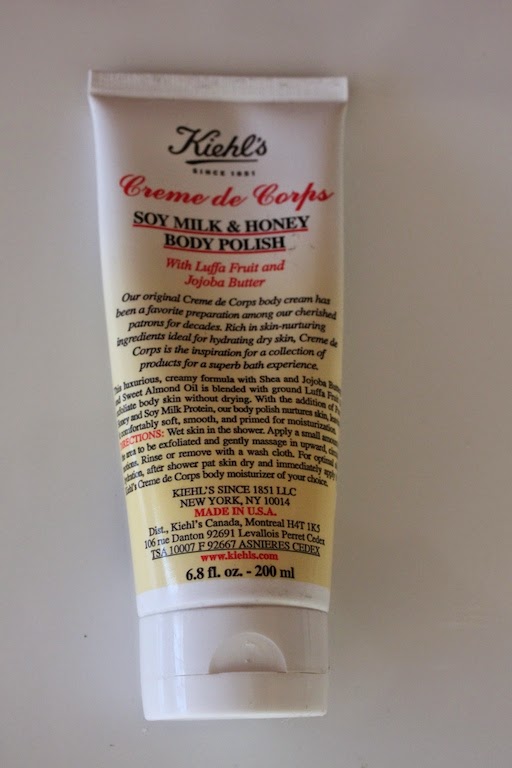 Kiehl's
SINCE 1851
Creme de Corps
SOY MILK & HONEY
BODY POLISH
With Luffa Fruit and
Jojoba Butter
Our original Creme de Corps body cream has
been a favorite preparation among our cherished
patrons for decades. Rich in skin-nurturing
ingredients ideal for hydrating dry skin, Creme de
Corps is the inspiration for a collection of
products for a superb bath experience.
This luxurious, creamy formula with Shea and Jojoba
and Sweet Almond Oil is blended with ground Luffa
exfoliate body skin without drying. With the addition of
Honey and Soy Milk Protein, our body polish nurtures skin,
comfortably soft, smooth, and primed for moisturization.
DIRECTIONS: Wet skin in the shower. Apply a small amount
area to be exfoliated and gently massage in upward,
Rinse or remove with a wash cloth. For optimal
after shower pat skin dry and immediately apply
Kiehl's Creme de Corps body moisturizer of your choice.
KIEHL'S SINCE 1851 LLC
NEW YORK, NY 10014
MADE IN U.S.A.
Dist., Kiehl's Canada, Montreal H4T 1K5
106 rue Danton 92691 Levallois Perret Cedex
TSA 10007 F 92667 ASNIERES CEDEX
www.kiehls.com
6.8 fl. oz. - 200 ml